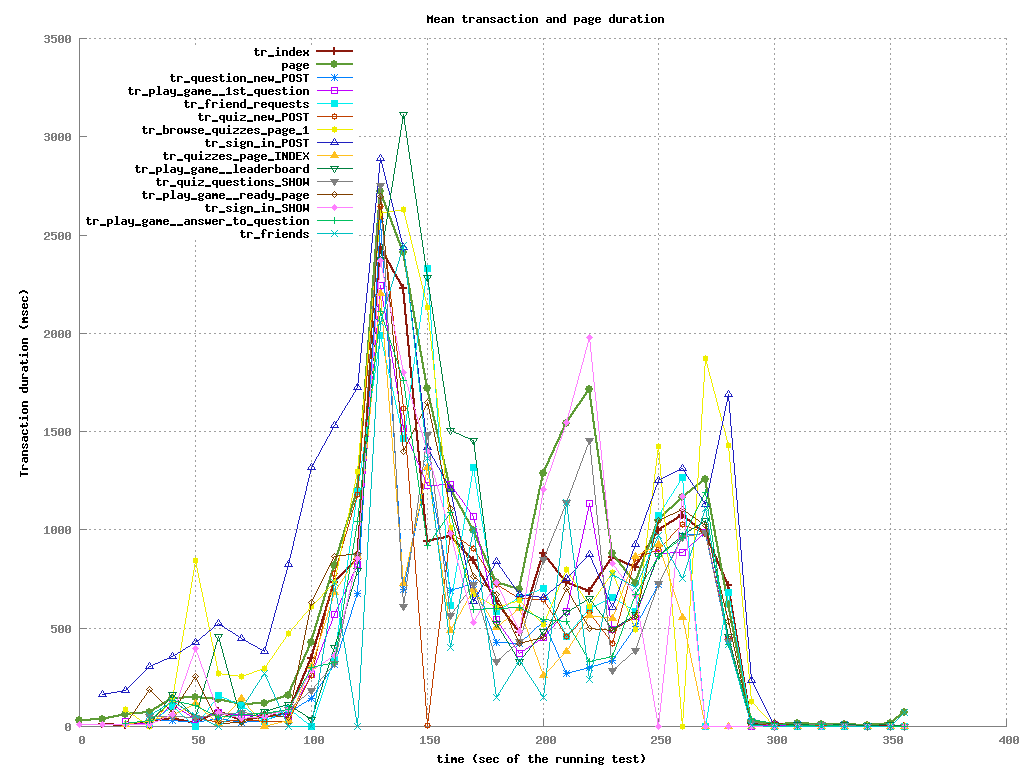 Mean transaction and page duration
3500
3000
2500
2000
1500
1000
500
0
Transaction duration (msec)
tr_index
page
tr_question_new_POST
tr_play_game__1st_question
tr_friend_requests
tr_quiz_new_POST
tr_browse_quizzes_page_1
tr_sign_in_POST
tr_quizzes_page_INDEX
tr_play_game__leaderboard
tr_quiz_questions_SHOW
tr_play_game__ready_page
tr_sign_in_SHOW
tr_play_game__answer_to_question
tr_friends
0 50 100 150 200 250 300 350 400
time (sec of the running test)